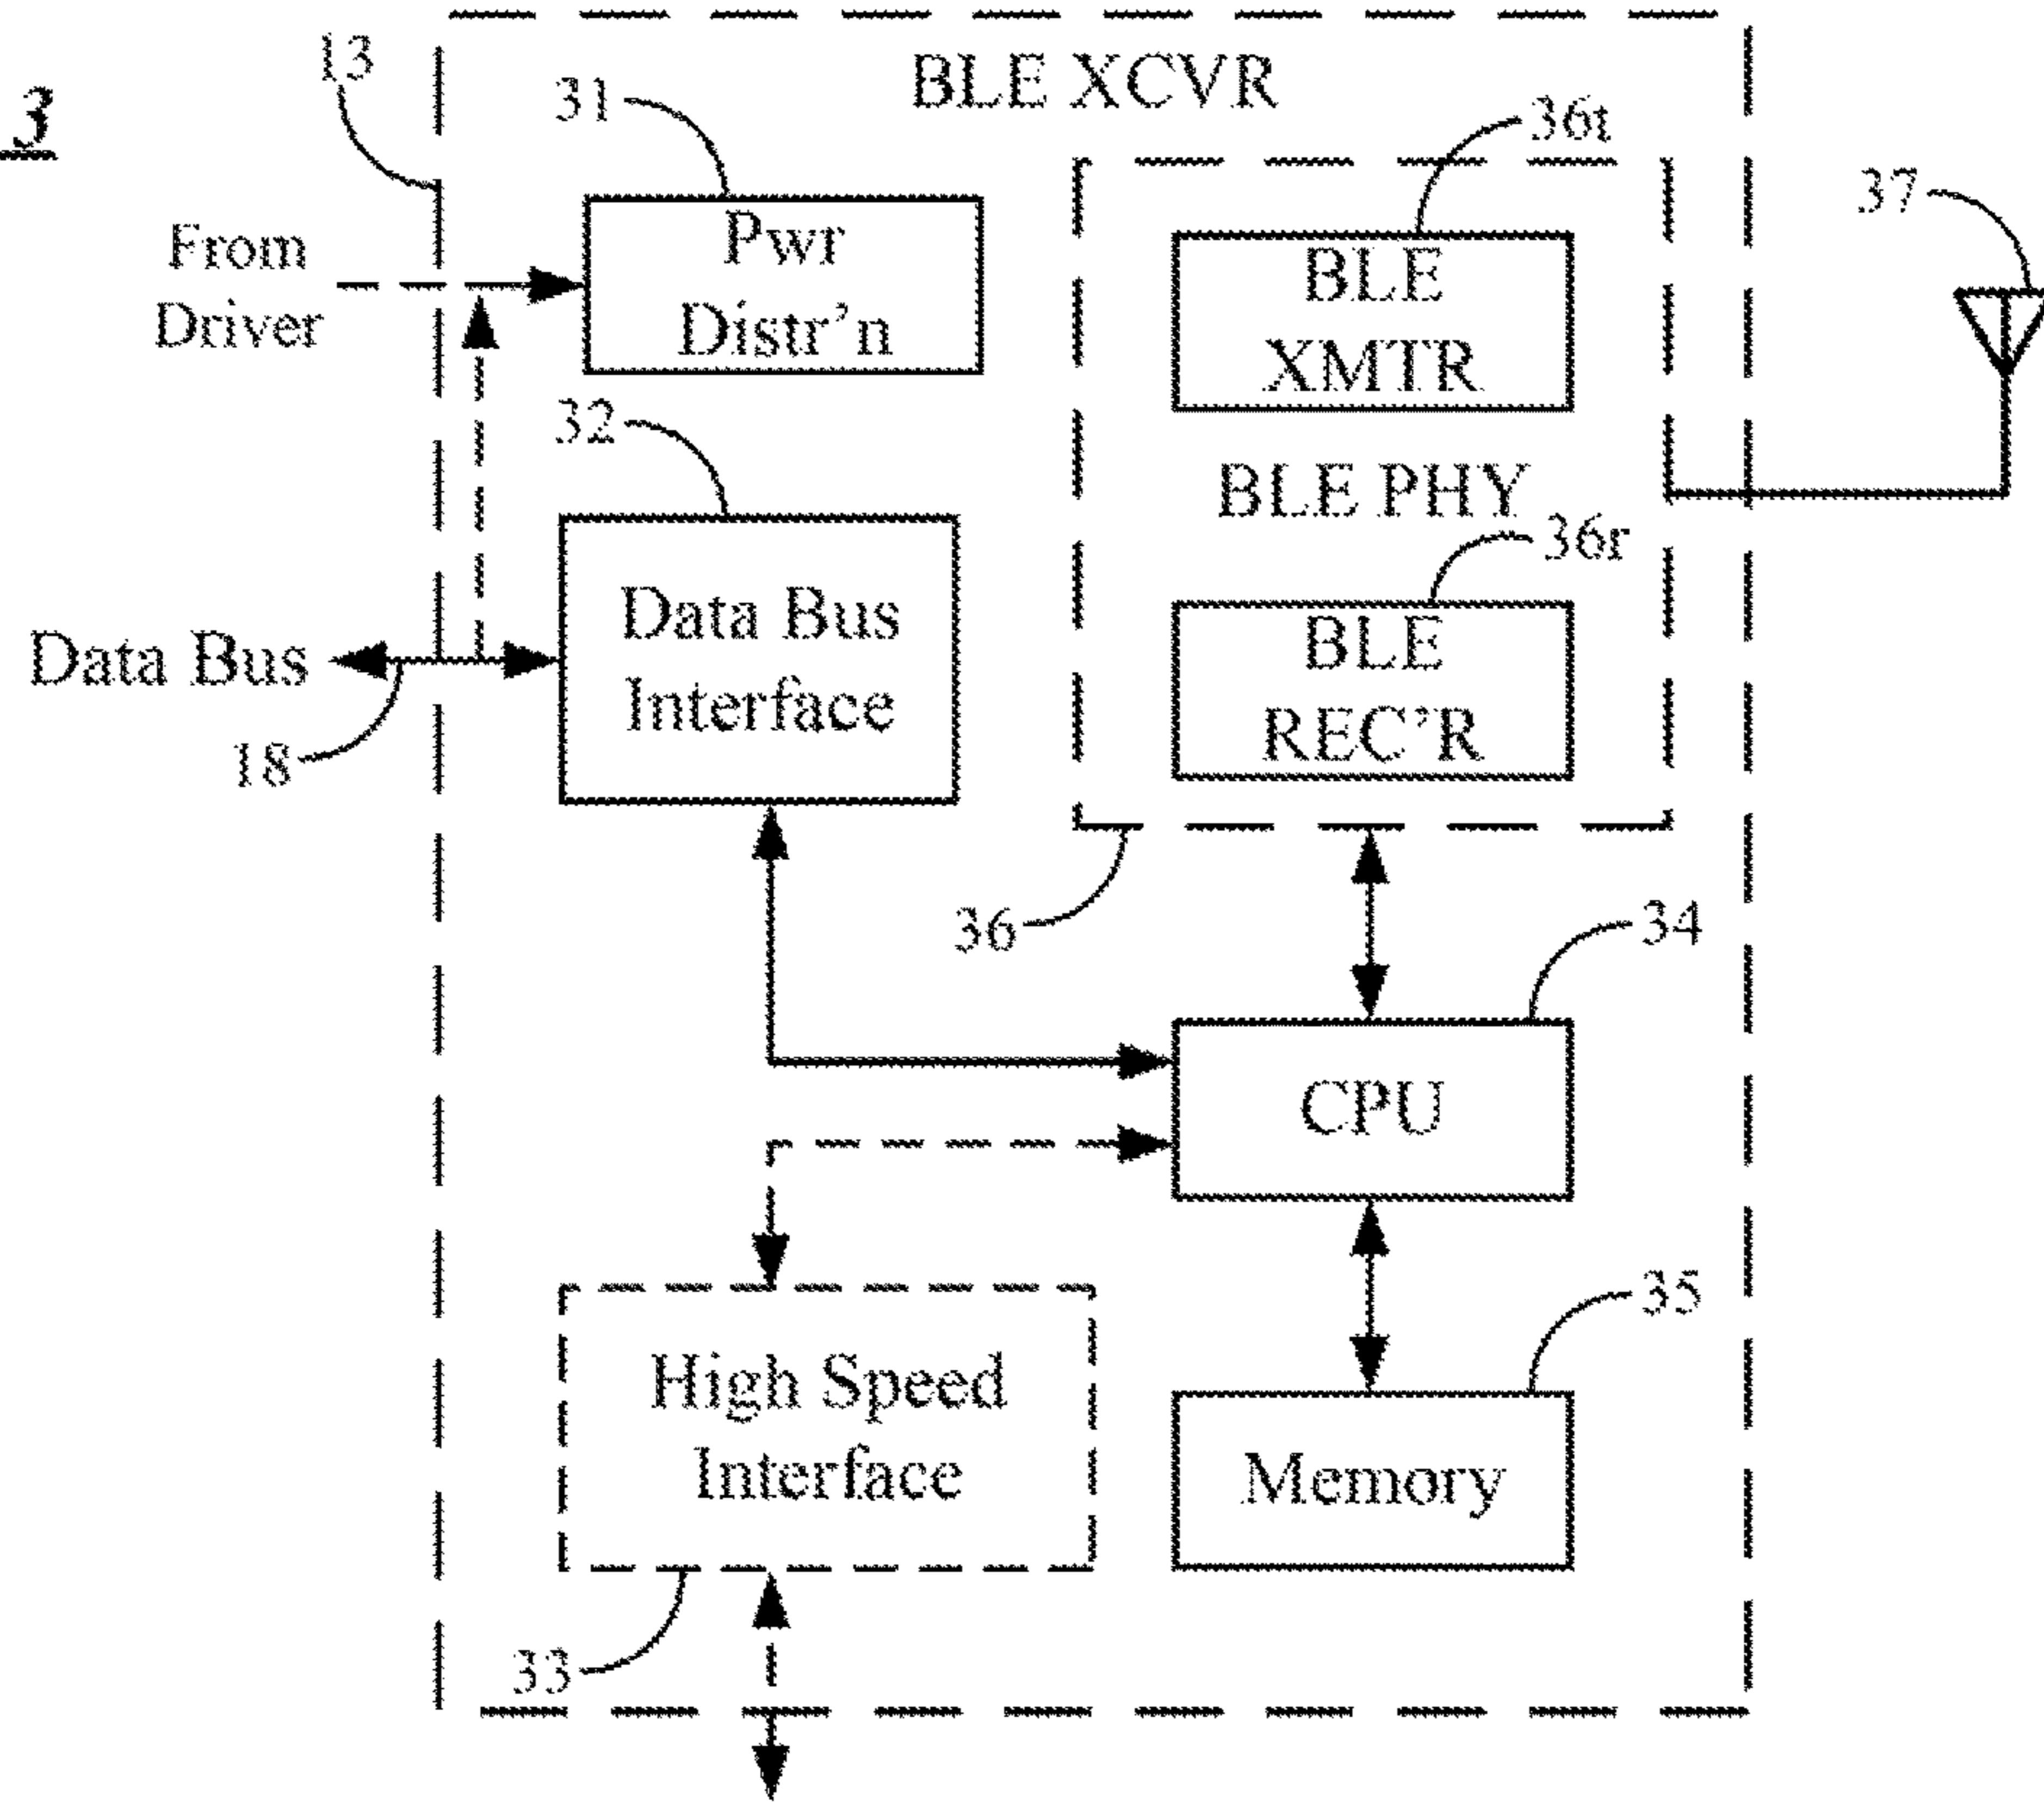 3
13
BLE XCVR
31
36t
37
From
Driver
Pwr
Distr’n
BLE
XMTR
32
BLE PHY
36r
Data Bus
18
Data Bus
Interface
BLE
REC’R
36
34
CPU
35
High Speed
Interface
Memory
33